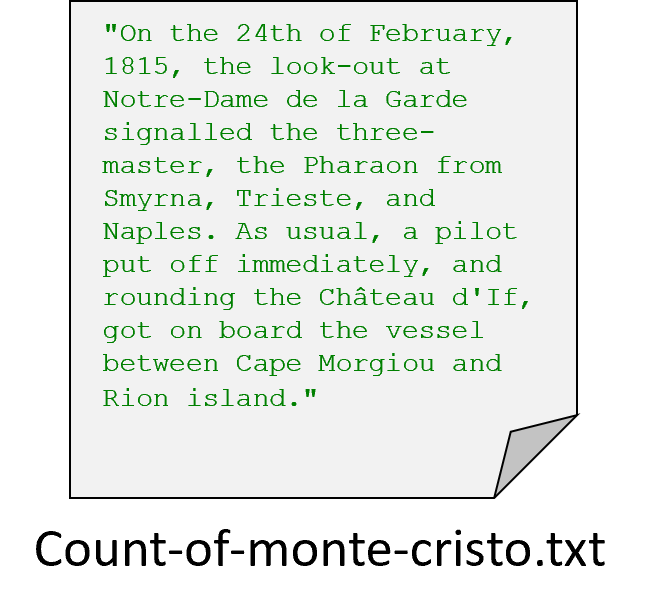 "On the 24th of February,
1815, the look-out at
Notre-Dame de la Garde
signalled the three-
master, the Pharaon from
Smyrna, Trieste, and
Naples. As usual, a pilot
put off immediately, and
rounding the Château d'If,
got on board the vessel
between Cape Morgiou and
Rion island."
Count-of-monte-cristo.txt